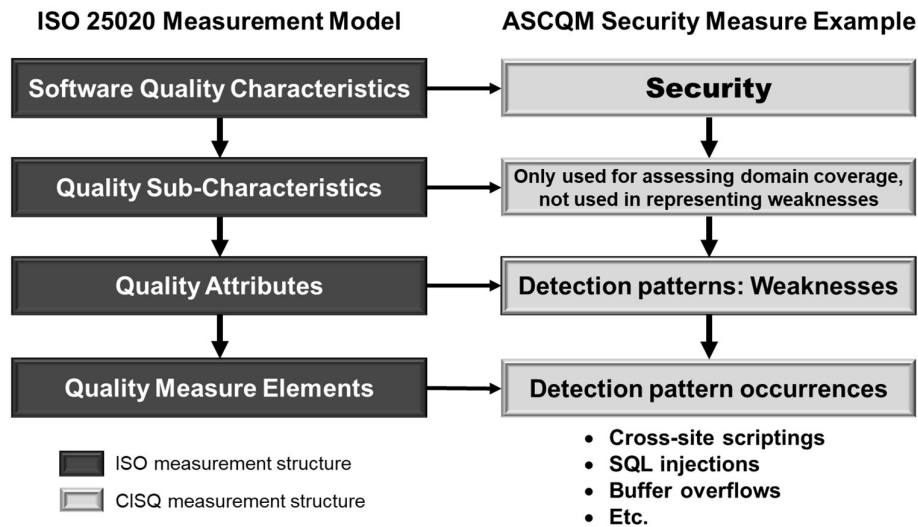 ISO 25020 Measurement Model
ASCQM Security Measure Example
Software Quality Characteristics
Security
Quality Sub-Characteristics
Only used for assessing domain coverage,
not used in representing weaknesses
Quality Attributes
Detection patterns: Weaknesses
Quality Measure Elements
Detection pattern occurrences
• Cross-site scriptings
• SQL injections
• Buffer overflows
• Etc.
ISO measurement structure
CISQ measurement structure